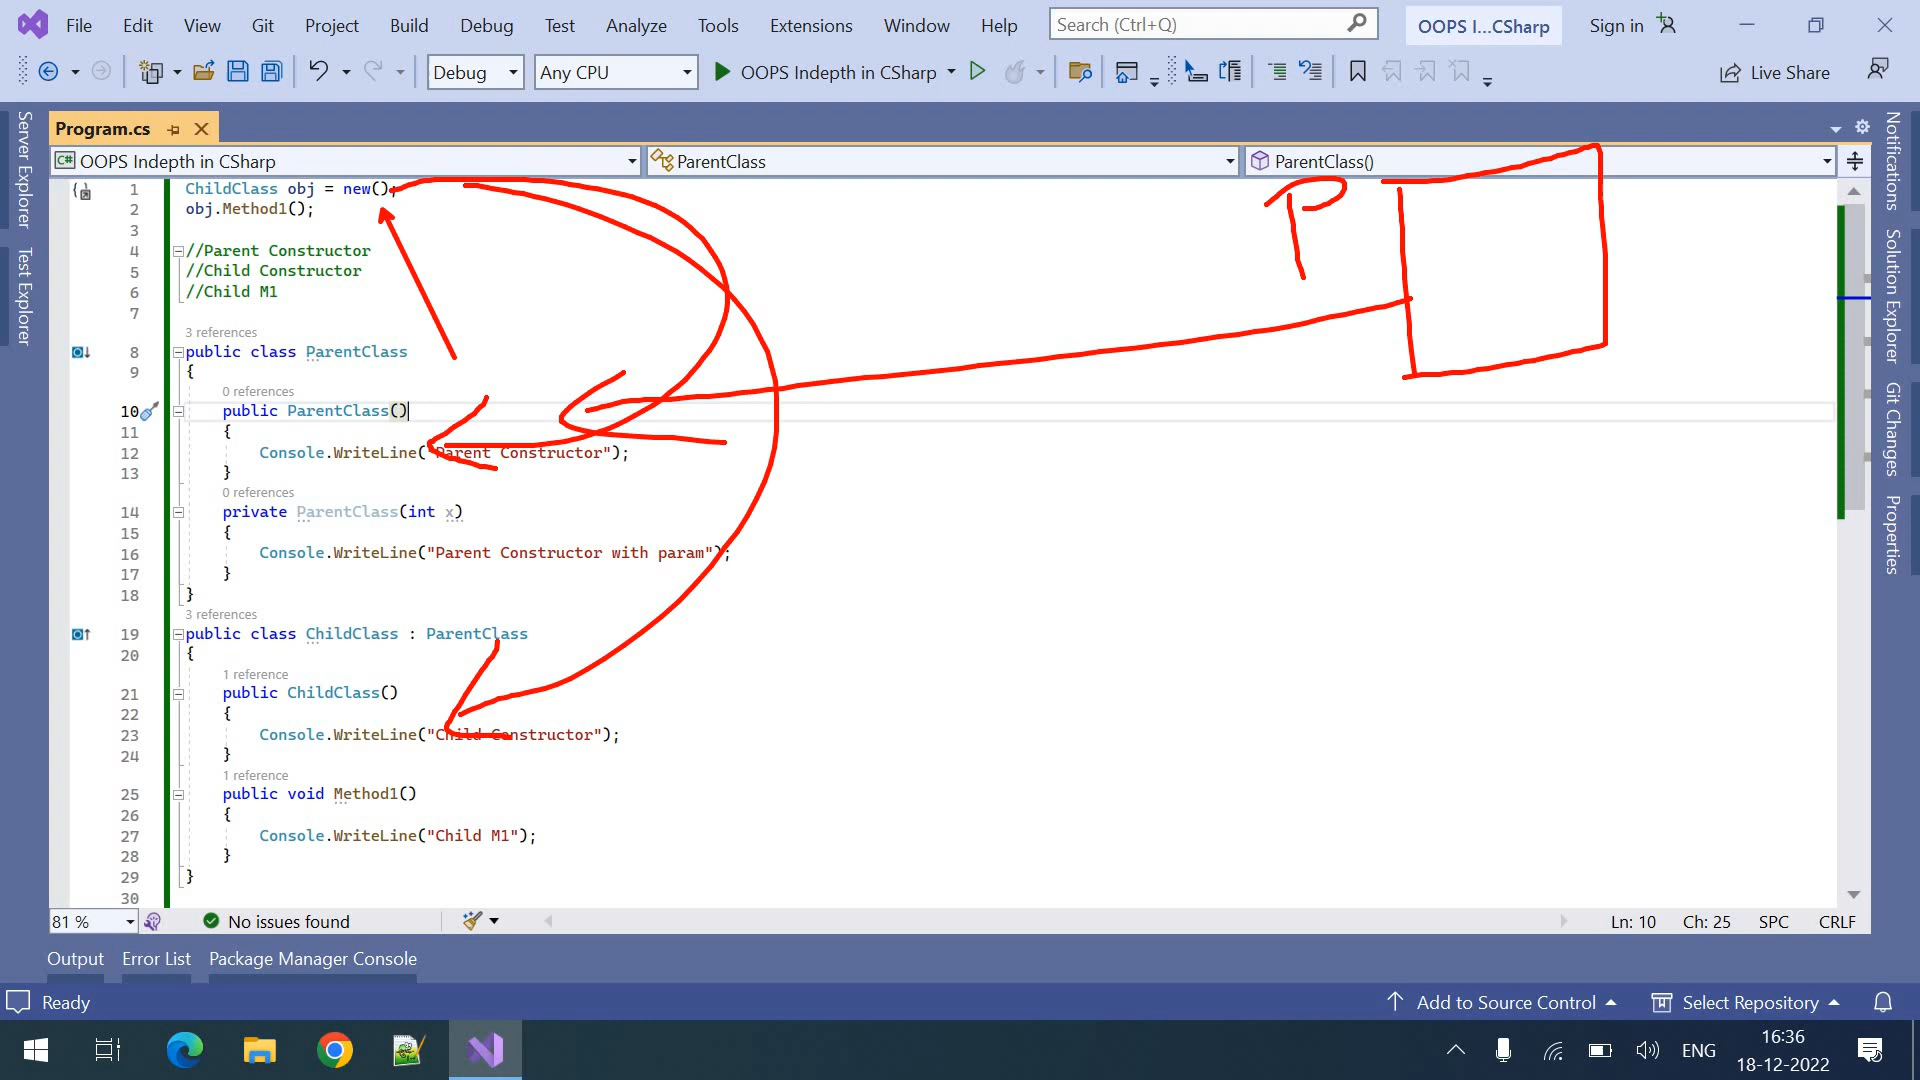 File Edit View Git Project Build Debug Test Analyze Tools Extensions Window Help Search (Ctrl+Q) OOPS I...CSharp Sign in
Debug Any CPU OOPS Indepth in CSharp Live Share
Program.cs
C# OOPS Indepth in CSharp ParentClass ParentClass()
1 ChildClass obj = new();
2 obj.Method1();
3
4 //Parent Constructor
5 //Child Constructor
6 //Child M1
7
3 references
8 public class ParentClass
9 {
0 references
10 public ParentClass()
11 {
12 Console.WriteLine("Parent Constructor");
13 }
0 references
14 private ParentClass(int x)
15 {
16 Console.WriteLine("Parent Constructor with param");
17 }
18 }
3 references
19 public class ChildClass : ParentClass
20 {
1 reference
21 public ChildClass()
22 {
23 Console.WriteLine("Child Constructor");
24 }
1 reference
25 public void Method1()
26 {
27 Console.WriteLine("Child M1");
28 }
29 }
30
P
Server Explorer
Test Explorer
Notifications
Solution Explorer
Git Changes
Properties
81 % No issues found Ln: 10 Ch: 25 SPC CRLF
Output Error List Package Manager Console
Ready Add to Source Control Select Repository
ENG 16:36
18-12-2022